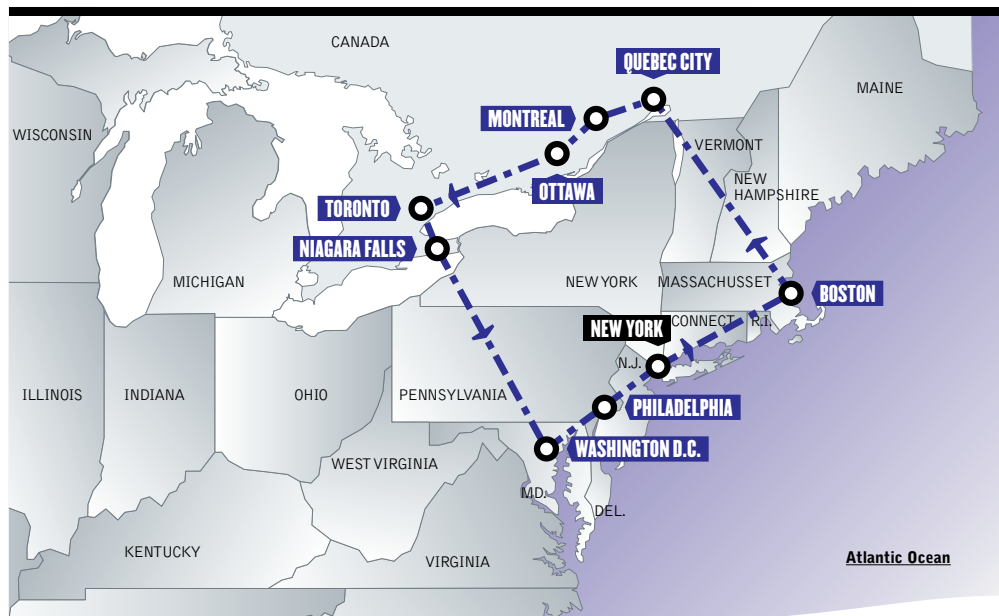 CANADA
QUEBEC CITY
MAINE
MONTREAL
WISCONSIN
VERMONT
OTTAWA
NEW
HAMPSHIRE
TORONTO
NIAGARA FALLS
MICHIGAN
NEW YORK
MASSACHUSSET
BOSTON
CONNECT
R.I.
NEW YORK
N.J.
ILLINOIS
INDIANA
OHIO
PENNSYLVANIA
PHILADELPHIA
WASHINGTON D.C.
WEST VIRGINIA
MD.
DEL.
KENTUCKY
VIRGINIA
Atlantic Ocean